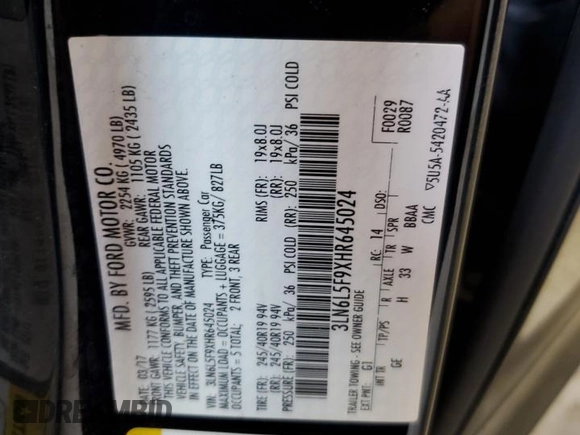 MFD. BY FORD MOTOR CO.
DATE: 03/17 GVWR: 2254 KG ( 4970 LB)
FRONT GAWR: 1177 KG ( 2595 LB) REAR GAWR: 1105 KG ( 2435 LB)
THIS VEHICLE CONFORMS TO ALL APPLICABLE FEDERAL MOTOR
VEHICLE SAFETY, BUMPER, AND THEFT PREVENTION STANDARDS
IN EFFECT ON THE DATE OF MANUFACTURE SHOWN ABOVE.
VIN: 3LN6L5F9XHR645024 TYPE: Passenger Car
MAXIMUM LOAD = OCCUPANTS + LUGGAGE = 375KG/ 827LB
OCCUPANTS = 5 TOTAL: 2 FRONT, 3 REAR
TIRE (FR): 245/40R19 94V RIMS (FR): 19x8.0J
(RR): 245/40R19 94V (RR): 19x8.0J
COLD (FR): 250 kPa/ 36 PSI COLD (RR): 250 kPa/ 36 PSI COLD
3LN6L5F9XHR645024
TRAILER TOWING - SEE OWNER GUIDE
F0029
R0087
EXT PNT: G1 RC: 14 DSO:
INT TR TP/PS R AXLE TR SPR
GE H 33 W BBAA
CMC ▽5U5A-5420472-AA
DREAMBID